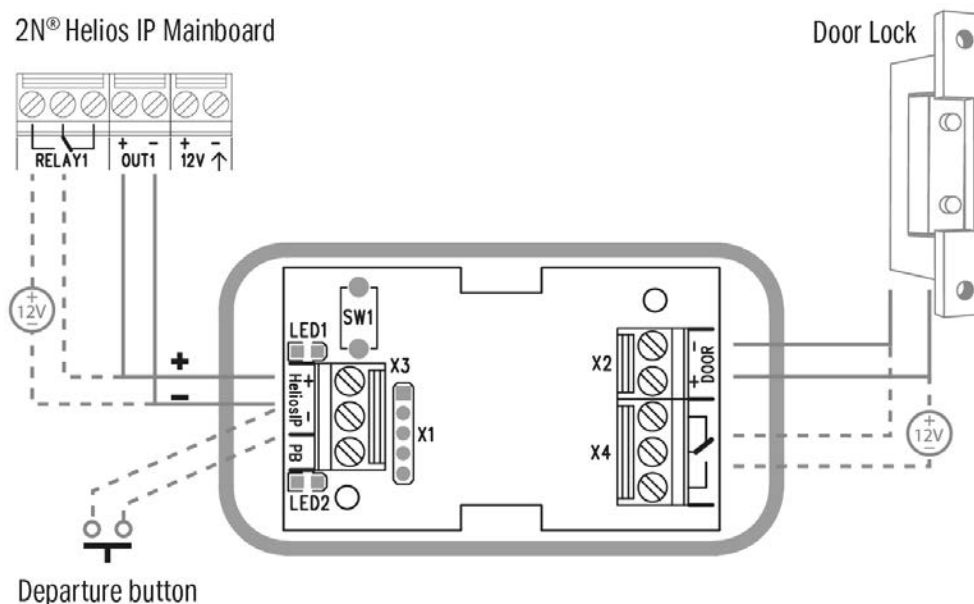 2N® Helios IP Mainboard
Door Lock
RELAY1
+ -
OUT1
+ -
12V ↑
+
12V
-
+
-
LED1
SW1
X3
+
-
HeliosIP
PB
X1
LED2
X2
-
+
DOOR
X4
+
12V
-
Departure button